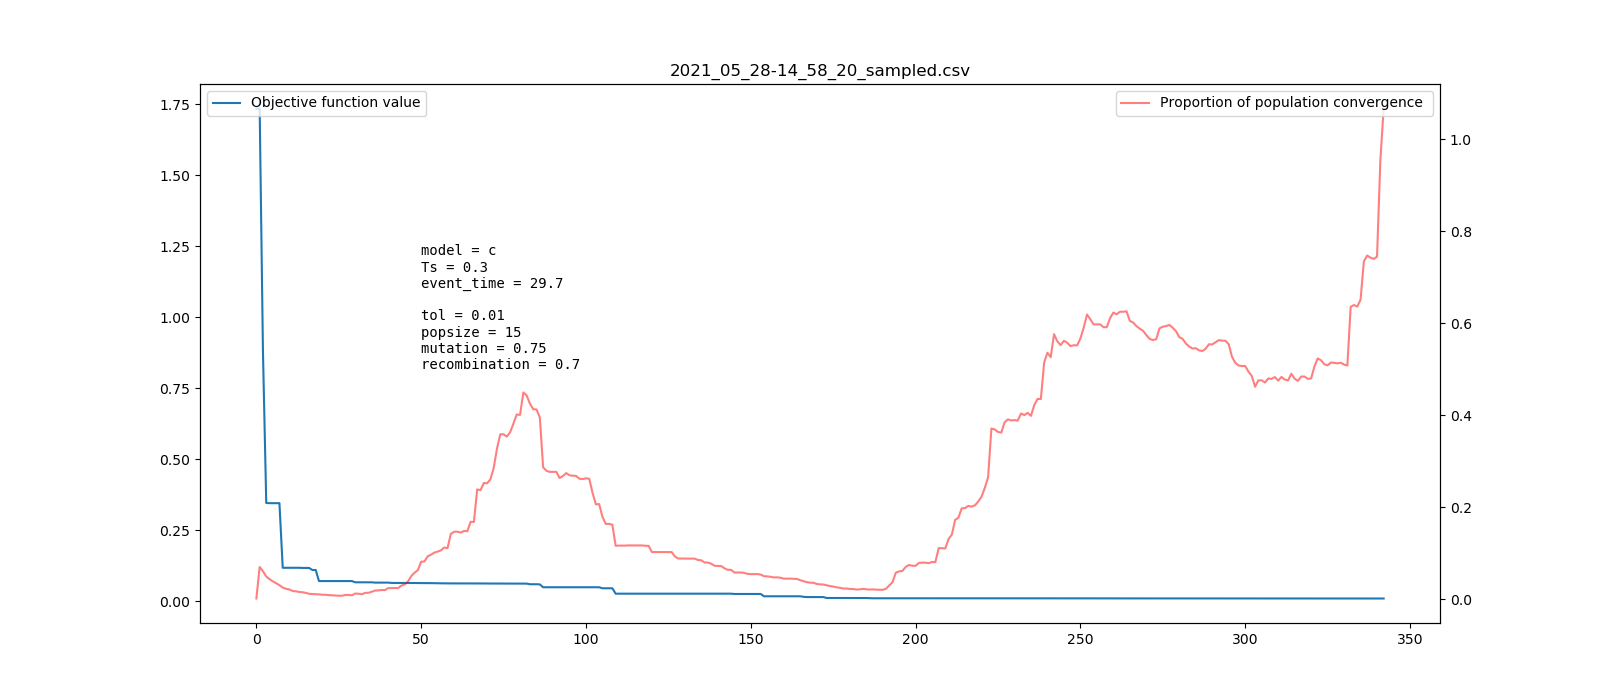 2021_05_28-14_58_20_sampled.csv
Objective function value
Proportion of population convergence
1.75
1.50
1.25
1.00
0.75
0.50
0.25
0.00
model = c
Ts = 0.3
event_time = 29.7
tol = 0.01
popsize = 15
mutation = 0.75
recombination = 0.7
1.0
0.8
0.6
0.4
0.2
0.0
0 50 100 150 200 250 300 350